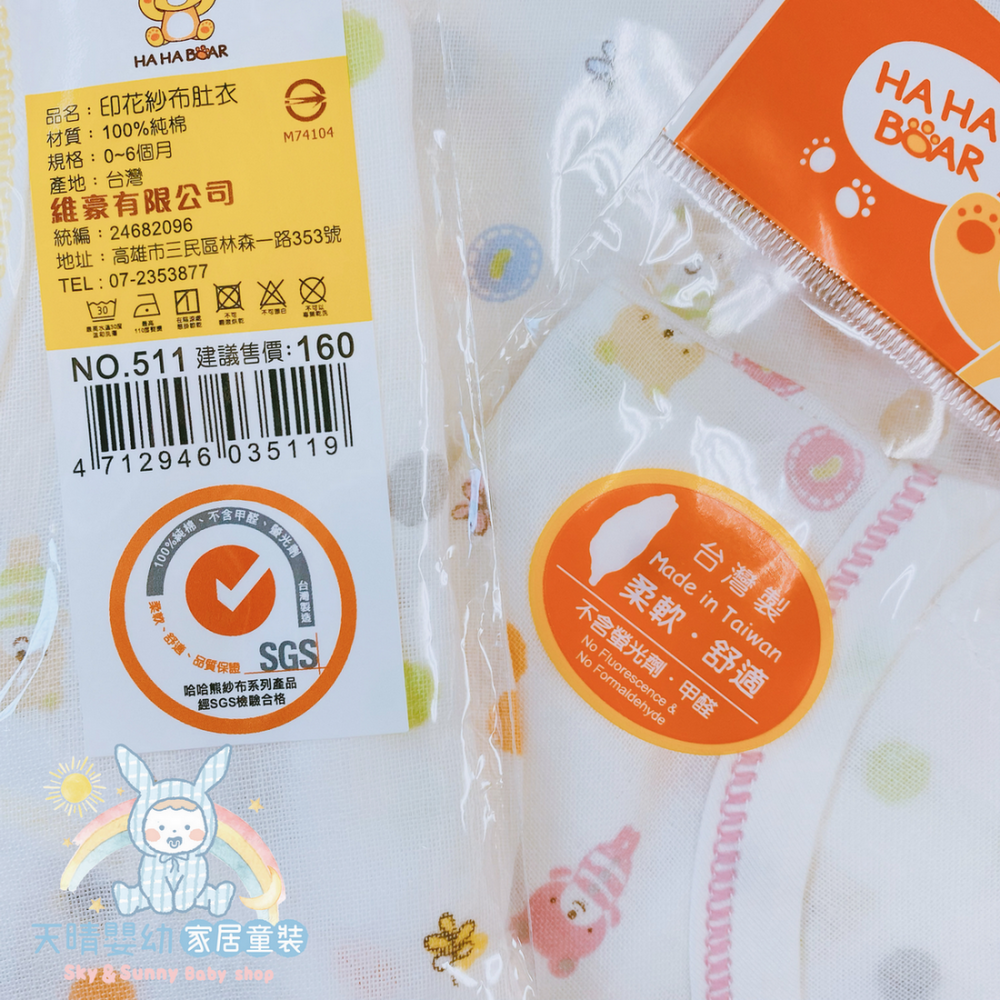 HA HA BOAR
品名：印花紗布肚衣
材質：100%純棉
規格：0~6個月
產地：台灣
維豪有限公司
統編：24682096
地址：高雄市三民區林森一路353號
TEL：07-2353877
M74104
30
不可漂白
NO.511 建議售價:160
4 712946 035119
100%純棉、不含甲醛、螢光劑
台灣製造
柔軟、舒適、品質保證
SGS
哈哈熊紗布系列產品
經SGS檢驗合格
HA HA
BOAR
台灣製
Made in Taiwan
柔軟·舒適
不含螢光劑·甲醛
No Fluorescence &
No Formaldehyde
天晴嬰幼 家居童裝
Sky & Sunny Baby shop